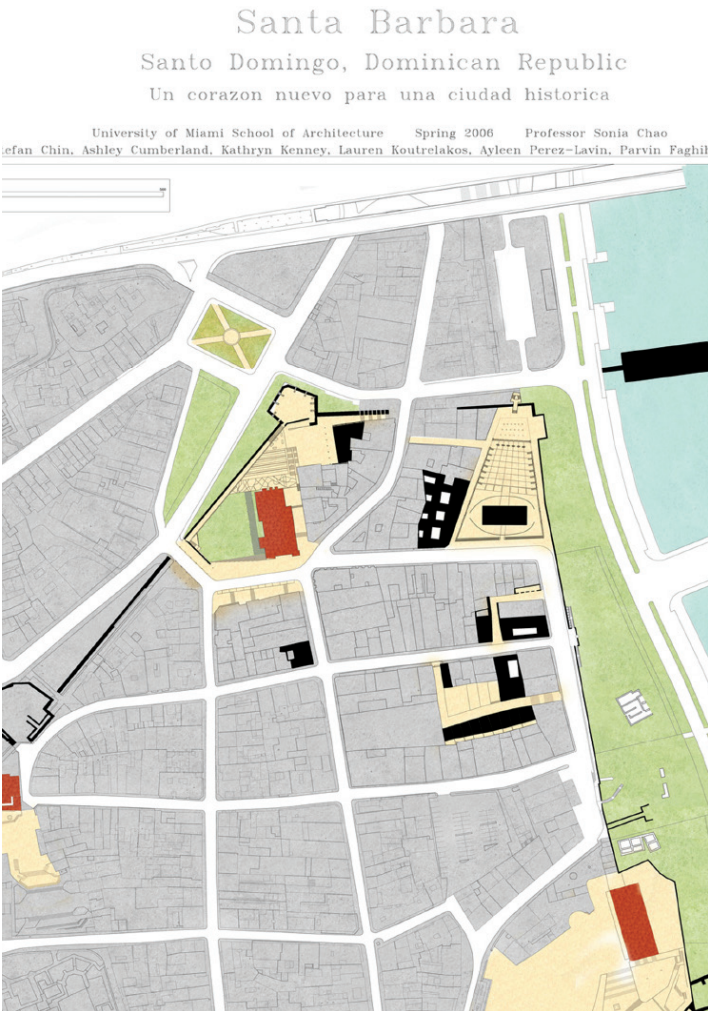 Santa Barbara
Santo Domingo, Dominican Republic
Un corazon nuevo para una ciudad historica
University of Miami School of Architecture Spring 2006 Professor Sonia Chao
Chin, Ashley Cumberland, Kathryn Kenney, Lauren Koutrelakos, Ayleen Perez-Lavin, Parvin